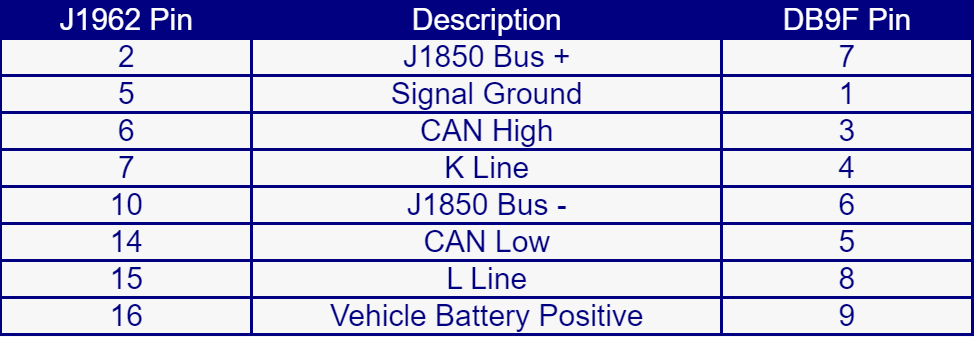 J1962 Pin Description DB9F Pin
2 J1850 Bus + 7
5 Signal Ground 1
6 CAN High 3
7 K Line 4
10 J1850 Bus - 6
14 CAN Low 5
15 L Line 8
16 Vehicle Battery Positive 9